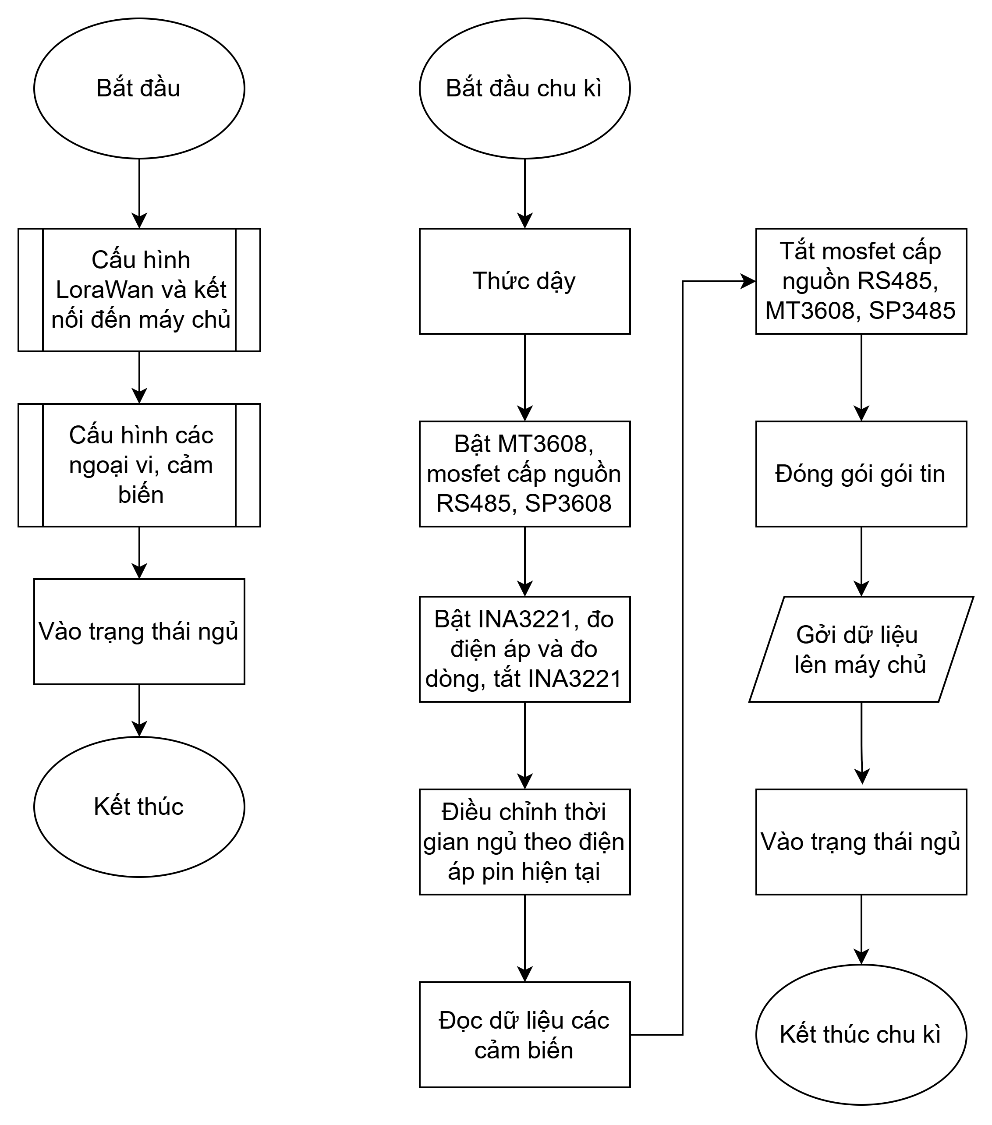 Bắt đầu
Cấu hình
LoraWan và kết
nối đến máy chủ
Cấu hình các
ngoại vi, cảm
biến
Vào trạng thái ngủ
Kết thúc
Bắt đầu chu kì
Thức dậy
Bật MT3608,
mosfet cấp nguồn
RS485, SP3608
Bật INA3221, đo
điện áp và đo
dòng, tắt INA3221
Điều chỉnh thời
gian ngủ theo điện
áp pin hiện tại
Đọc dữ liệu các
cảm biến
Tắt mosfet cấp
nguồn RS485,
MT3608, SP3485
Đóng gói gói tin
Gởi dữ liệu
lên máy chủ
Vào trạng thái ngủ
Kết thúc chu kì